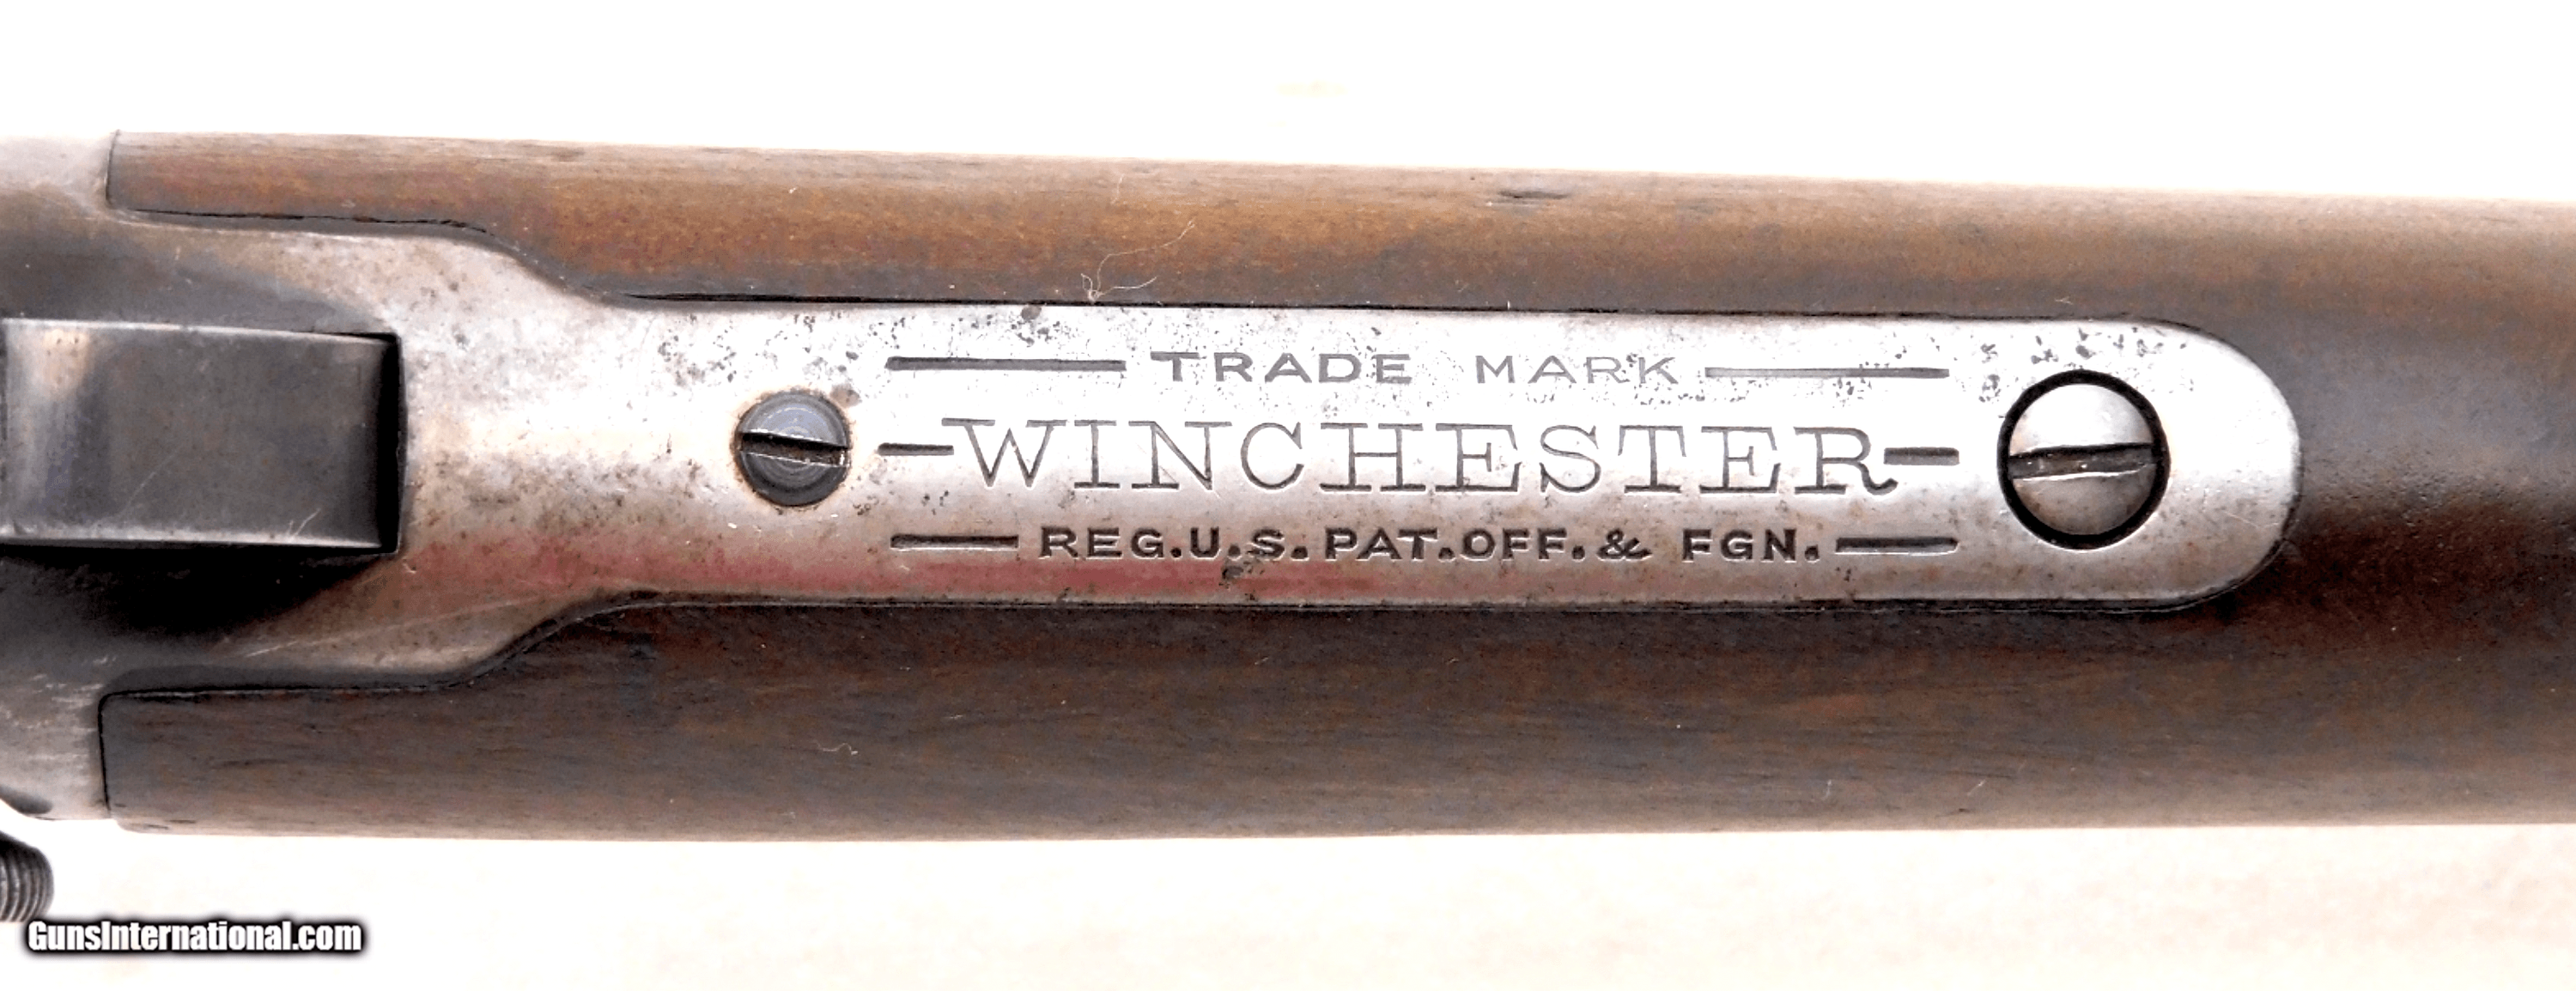 TRADE MARK
WINCHESTER
REG.U.S.PAT.OFF.& FGN.
GunsInternational.com